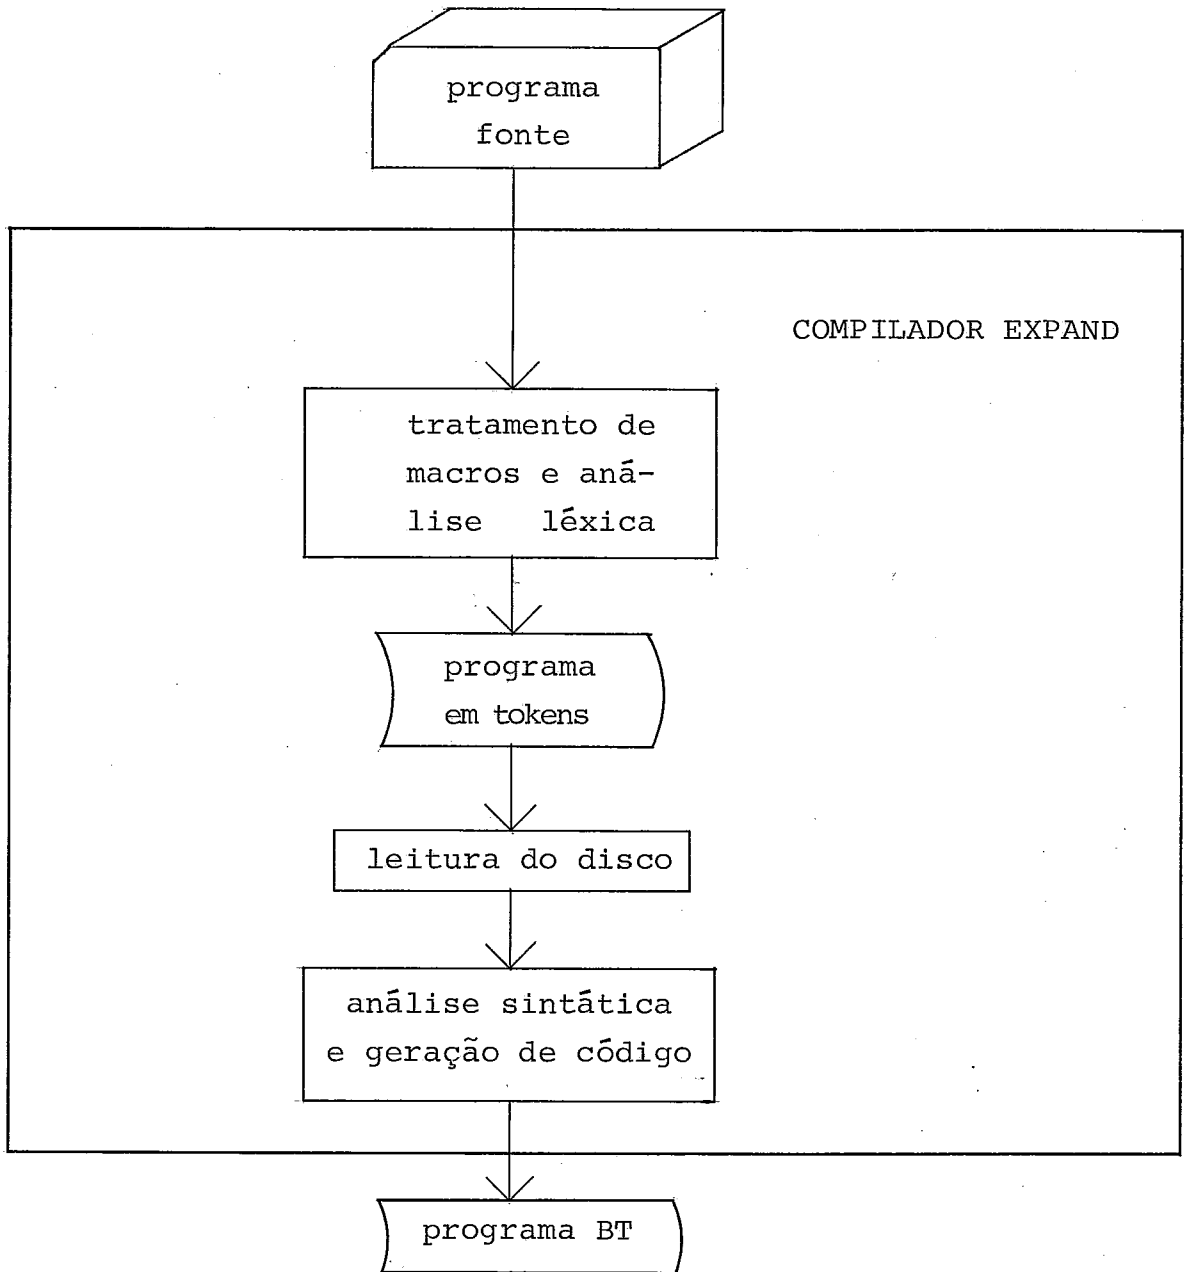 programa
fonte
COMPILADOR EXPAND
tratamento de
macros e aná-
lise léxica
programa
em tokens
leitura do disco
análise sintática
e geração de código
programa BT